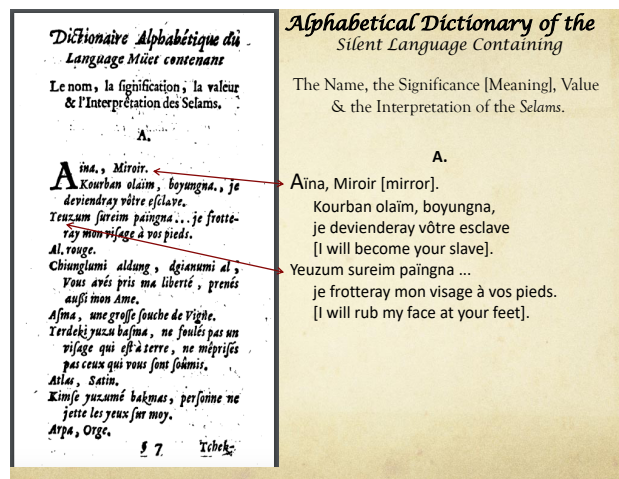 Dictionaire Alphabétique du
Language Müet contenant
Le nom, la ſignification, la valeur
& l'Interprétation des Selams.
A.
Aina., Miroir.
Kourban olaïm, boyungna., je
deviendray vôtre eſclave.
Yeuzum ſureim paingna... je frotte-
ray mon viſage à vos pieds.
Al. rouge.
Chiunglumi aldung, dgianumi al,
Vous avés pris ma liberté, prenés
auſſi mon Ame.
Aſma, une groſſe ſouche de Vigne.
Yerdeki yuzu baſma, ne foulés pas un
viſage qui eſt à terre, ne mépriſés
pas ceux qui vous ſont ſoûmis.
Atlas, Satin.
Kimſe yuzumé bakmas, perſonne ne
jette les yeux ſur moy.
Arpa, Orge.
§ 7 Tchek-
Alphabetical Dictionary of the
Silent Language Containing
The Name, the Significance [Meaning], Value
& the Interpretation of the Selams.
A.
Aïna, Miroir [mirror].
Kourban olaïm, boyungna,
je devienderay vôtre esclave
[I will become your slave].
Yeuzum sureim païngna ...
je frotteray mon visage à vos pieds.
[I will rub my face at your feet].